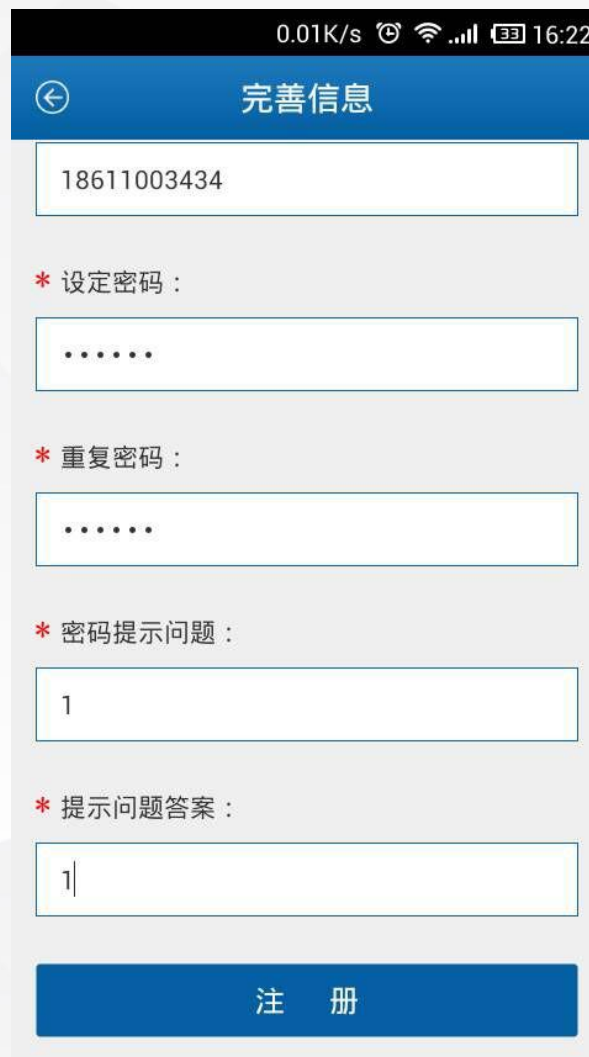 0.01K/s 33 16:22
完善信息
18611003434
* 设定密码：
••••••
* 重复密码：
••••••
* 密码提示问题：
1
* 提示问题答案：
1
注 册